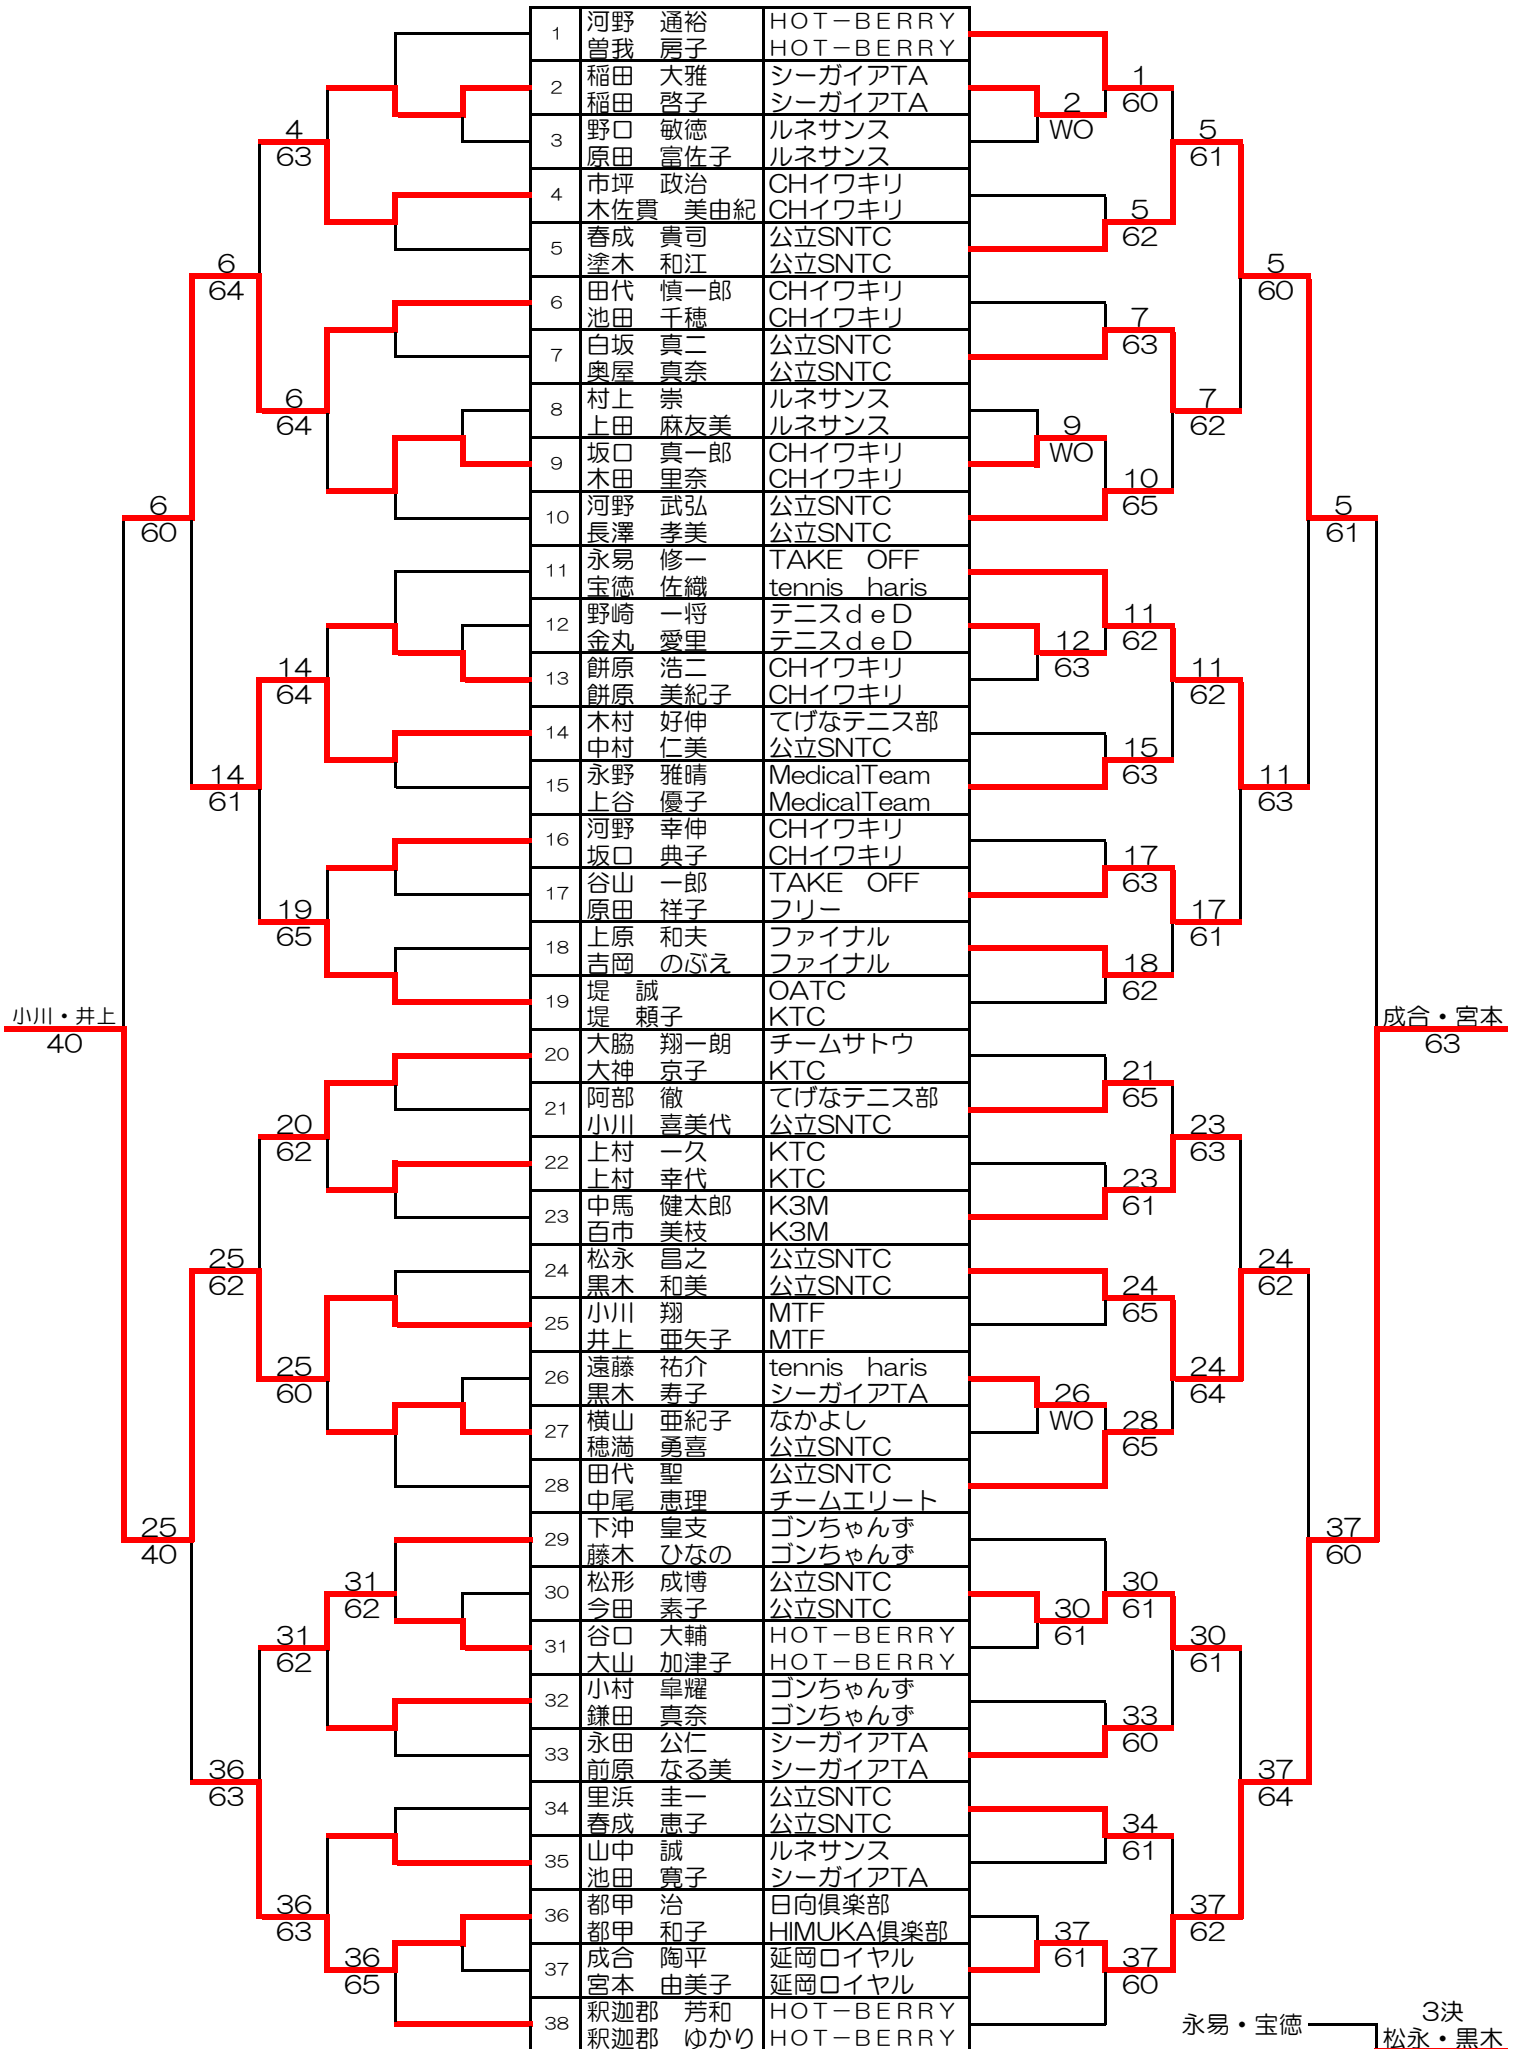 河野　通裕 HOT－BERRY
1
曽我　房子 HOT－BERRY
稲田　大雅 シーガイアTA 1
2
稲田　啓子 シーガイアTA 2 60
4 野口　敏徳 ルネサンス WO 5
3
63 原田　富佐子 ルネサンス 61
市坪　政治 CHイワキリ
4
木佐貫　美由紀 CHイワキリ 5
春成　貴司 公立SNTC 62
5
6 塗木　和江 公立SNTC 5
64 田代　慎一郎 CHイワキリ 60
6
池田　千穂 CHイワキリ 7
白坂　真二 公立SNTC 63
7
奥屋　真奈 公立SNTC
6 村上　崇 ルネサンス 7
8
64 上田　麻友美 ルネサンス 9 62
坂口　真一郎 CHイワキリ WO
9
木田　里奈 CHイワキリ 10
6 河野　武弘 公立SNTC 65 5
10
60 長澤　孝美 公立SNTC 61
永易　修一 TAKE　OFF
11
宝徳　佐織 tennis　haris
野崎　一将 テニスｄｅＤ 11
12
金丸　愛里 テニスｄｅＤ 12 62
14 餅原　浩二 CHイワキリ 63 11
13
64 餅原　美紀子 CHイワキリ 62
木村　好伸 てげなテニス部
14
中村　仁美 公立SNTC 15
14 永野　雅晴 MedicalTeam 63 11
15
61 上谷　優子 MedicalTeam 63
河野　幸伸 CHイワキリ
16
坂口　典子 CHイワキリ 17
谷山　一郎 TAKE　OFF 63
17
19 原田　祥子 フリー 17
65 上原　和夫 ファイナル 61
18
吉岡　のぶえ ファイナル 18
堤　誠 OATC 62
19
小川・井上 堤　頼子 KTC 成合・宮本
40 大脇　翔一朗 チームサトウ 63
20
大神　京子 KTC 21
阿部　徹 てげなテニス部 65
21
20 小川　喜美代 公立SNTC 23
62 上村　一久 KTC 63
22
上村　幸代 KTC 23
中馬　健太郎 K3M 61
23
百市　美枝 K3M
25 松永　昌之 公立SNTC 24
24
62 黒木　和美 公立SNTC 24 62
小川　翔 MTF 65
25
井上　亜矢子 MTF
25 遠藤　祐介 tennis　haris 24
26
60 黒木　寿子 シーガイアTA 26 64
横山　亜紀子 なかよし WO 28
27
穂満　勇喜 公立SNTC 65
田代　聖 公立SNTC
28
中尾　恵理 チームエリート
25 下沖　皇支 ゴンちゃんず 37
29
40 藤木　ひなの ゴンちゃんず 60
31 松形　成博 公立SNTC 30
30
62 今田　素子 公立SNTC 30 61
31 谷口　大輔 HOT－BERRY 61 30
31
62 大山　加津子 HOT－BERRY 61
小村　皐耀 ゴンちゃんず
32
鎌田　真奈 ゴンちゃんず 33
永田　公仁 シーガイアTA 60
33
36 前原　なる美 シーガイアTA 37
63 里浜　圭一 公立SNTC 64
34
春成　恵子 公立SNTC 34
山中　誠 ルネサンス 61
35
池田　寛子 シーガイアTA
36 都甲　治 日向倶楽部 37
36
63 都甲　和子 HIMUKA倶楽部 37 62
36 成合　陶平 延岡ロイヤル 61 37
37
65 宮本　由美子 延岡ロイヤル 60
釈迦郡　芳和 HOT－BERRY 3決
38 永易・宝徳
釈迦郡　ゆかり HOT－BERRY 松永・黒木